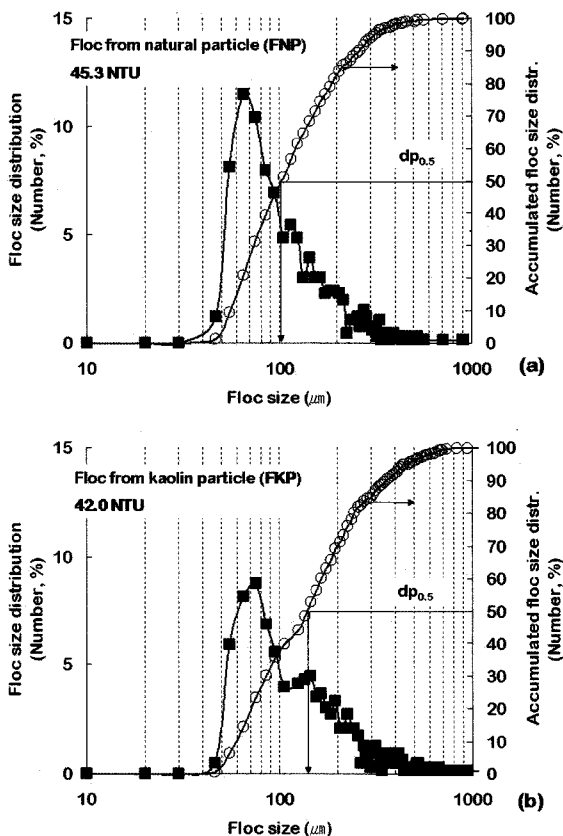 Floc from natural particle (FNP)
45.3 NTU
Floc size distribution
(Number, %)
15
10
5
0
dp0.5
100
90
80
70
60
50
40
30
20
10
0
Accumulated floc size distr.
(Number, %)
10
100
1000
Floc size (㎛)
(a)
Floc from kaolin particle (FKP)
42.0 NTU
Floc size distribution
(Number, %)
15
10
5
0
dp0.5
100
90
80
70
60
50
40
30
20
10
0
Accumulated floc size distr.
(Number, %)
10
100
1000
Floc size (㎛)
(b)